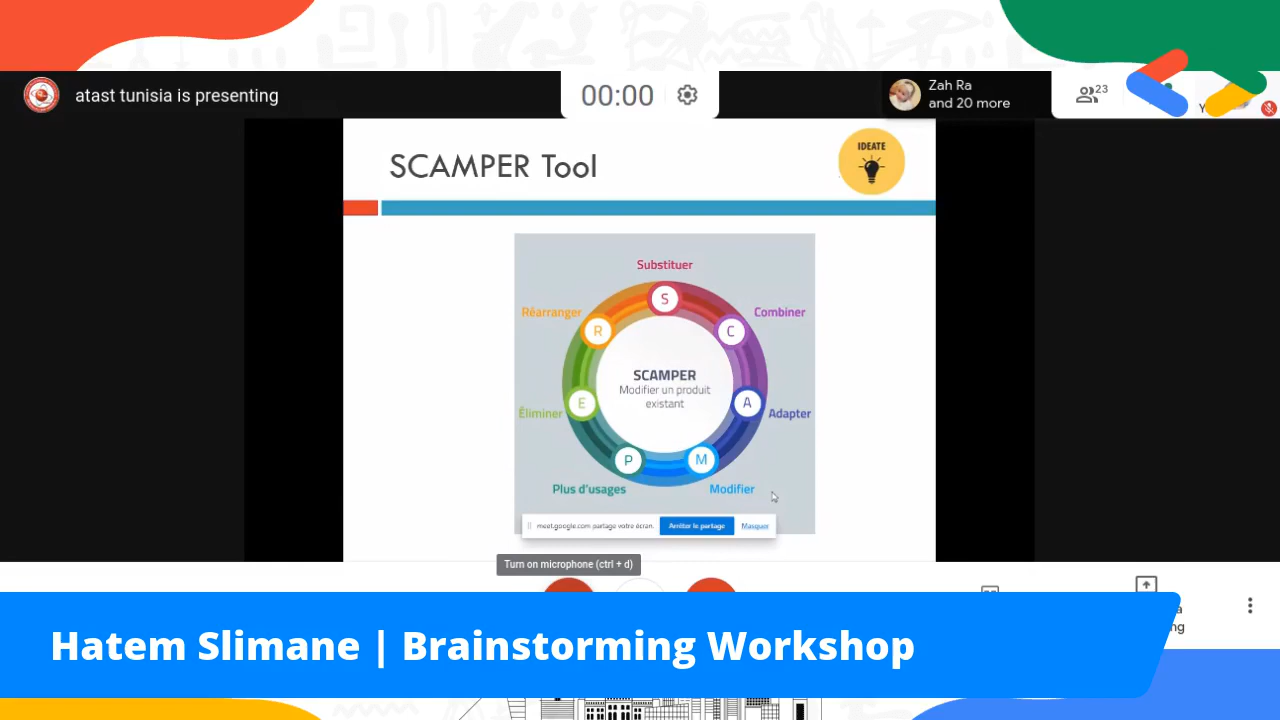 atast tunisia is presenting
00:00
Zah Ra
and 20 more
23
SCAMPER Tool
IDEATE
Substituer
Réarranger
Combiner
S
R
C
SCAMPER
Modifier un produit
existant
E
A
Éliminer
Adapter
P
M
Plus d'usages
Modifier
meet.google.com partage votre écran.
Arrêter le partage
Masquer
Turn on microphone (ctrl + d)
Hatem Slimane | Brainstorming Workshop